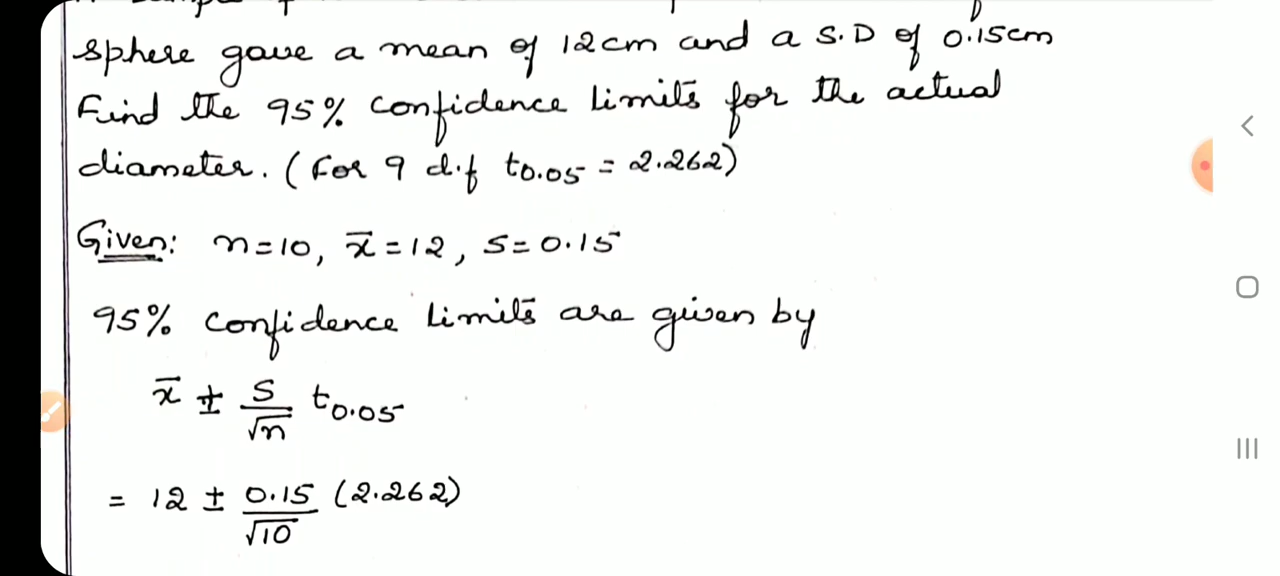 sphere gave a mean of 12cm and a S.D of 0.15cm
Find the 95% confidence limits for the actual
diameter. (For 9 d.f t0.05 = 2.262)
Given: n=10, x̄=12, s=0.15
95% confidence limits are given by
x̄ ± s/√n t0.05
= 12 ± 0.15/√10 (2.262)